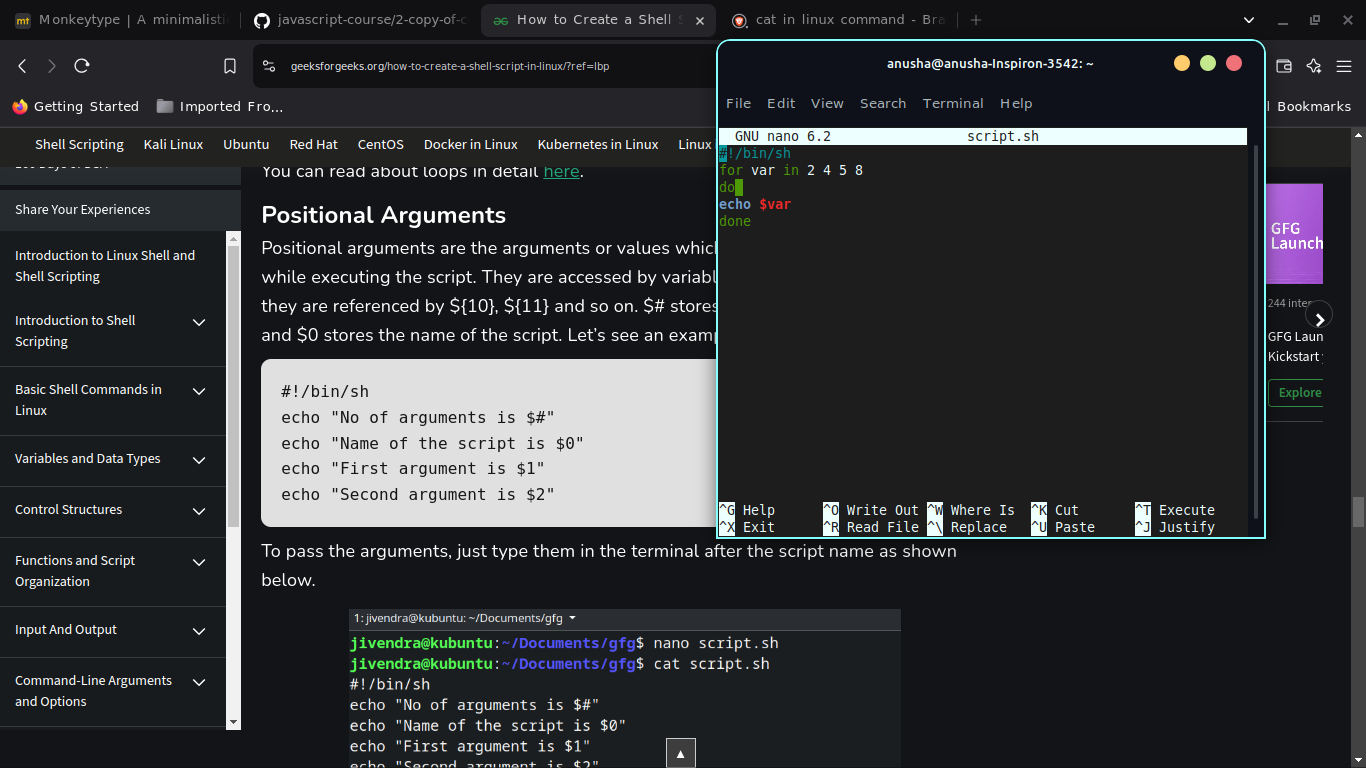 Monkeytype | A minimalisti
javascript-course/2-copy-of-c
How to Create a Shell S
cat in linux command - Bra
geeksforgeeks.org/how-to-create-a-shell-script-in-linux/?ref=lbp
Getting Started
Imported Fro...
Bookmarks
Shell Scripting
Kali Linux
Ubuntu
Red Hat
CentOS
Docker in Linux
Kubernetes in Linux
Linux
Share Your Experiences
Introduction to Linux Shell and
Shell Scripting
Introduction to Shell
Scripting
Basic Shell Commands in
Linux
Variables and Data Types
Control Structures
Functions and Script
Organization
Input And Output
Command-Line Arguments
and Options
You can read about loops in detail here.
Positional Arguments
Positional arguments are the arguments or values whicl
while executing the script. They are accessed by variabl
they are referenced by ${10}, ${11} and so on. $# stores
and $0 stores the name of the script. Let’s see an examp
#!/bin/sh
echo "No of arguments is $#"
echo "Name of the script is $0"
echo "First argument is $1"
echo "Second argument is $2"
To pass the arguments, just type them in the terminal after the script name as shown
below.
1: jivendra@kubuntu: ~/Documents/gfg
jivendra@kubuntu:~/Documents/gfg$ nano script.sh
jivendra@kubuntu:~/Documents/gfg$ cat script.sh
#!/bin/sh
echo "No of arguments is $#"
echo "Name of the script is $0"
echo "First argument is $1"
echo "Second argument is $2"
anusha@anusha-Inspiron-3542: ~
File Edit View Search Terminal Help
GNU nano 6.2 script.sh
#!/bin/sh
for var in 2 4 5 8
do
echo $var
done
^G Help ^O Write Out ^W Where Is ^K Cut ^T Execute
^X Exit ^R Read File ^\ Replace ^U Paste ^J Justify
GFG
Launch
244 inter
GFG Laun
Kickstart
Explore